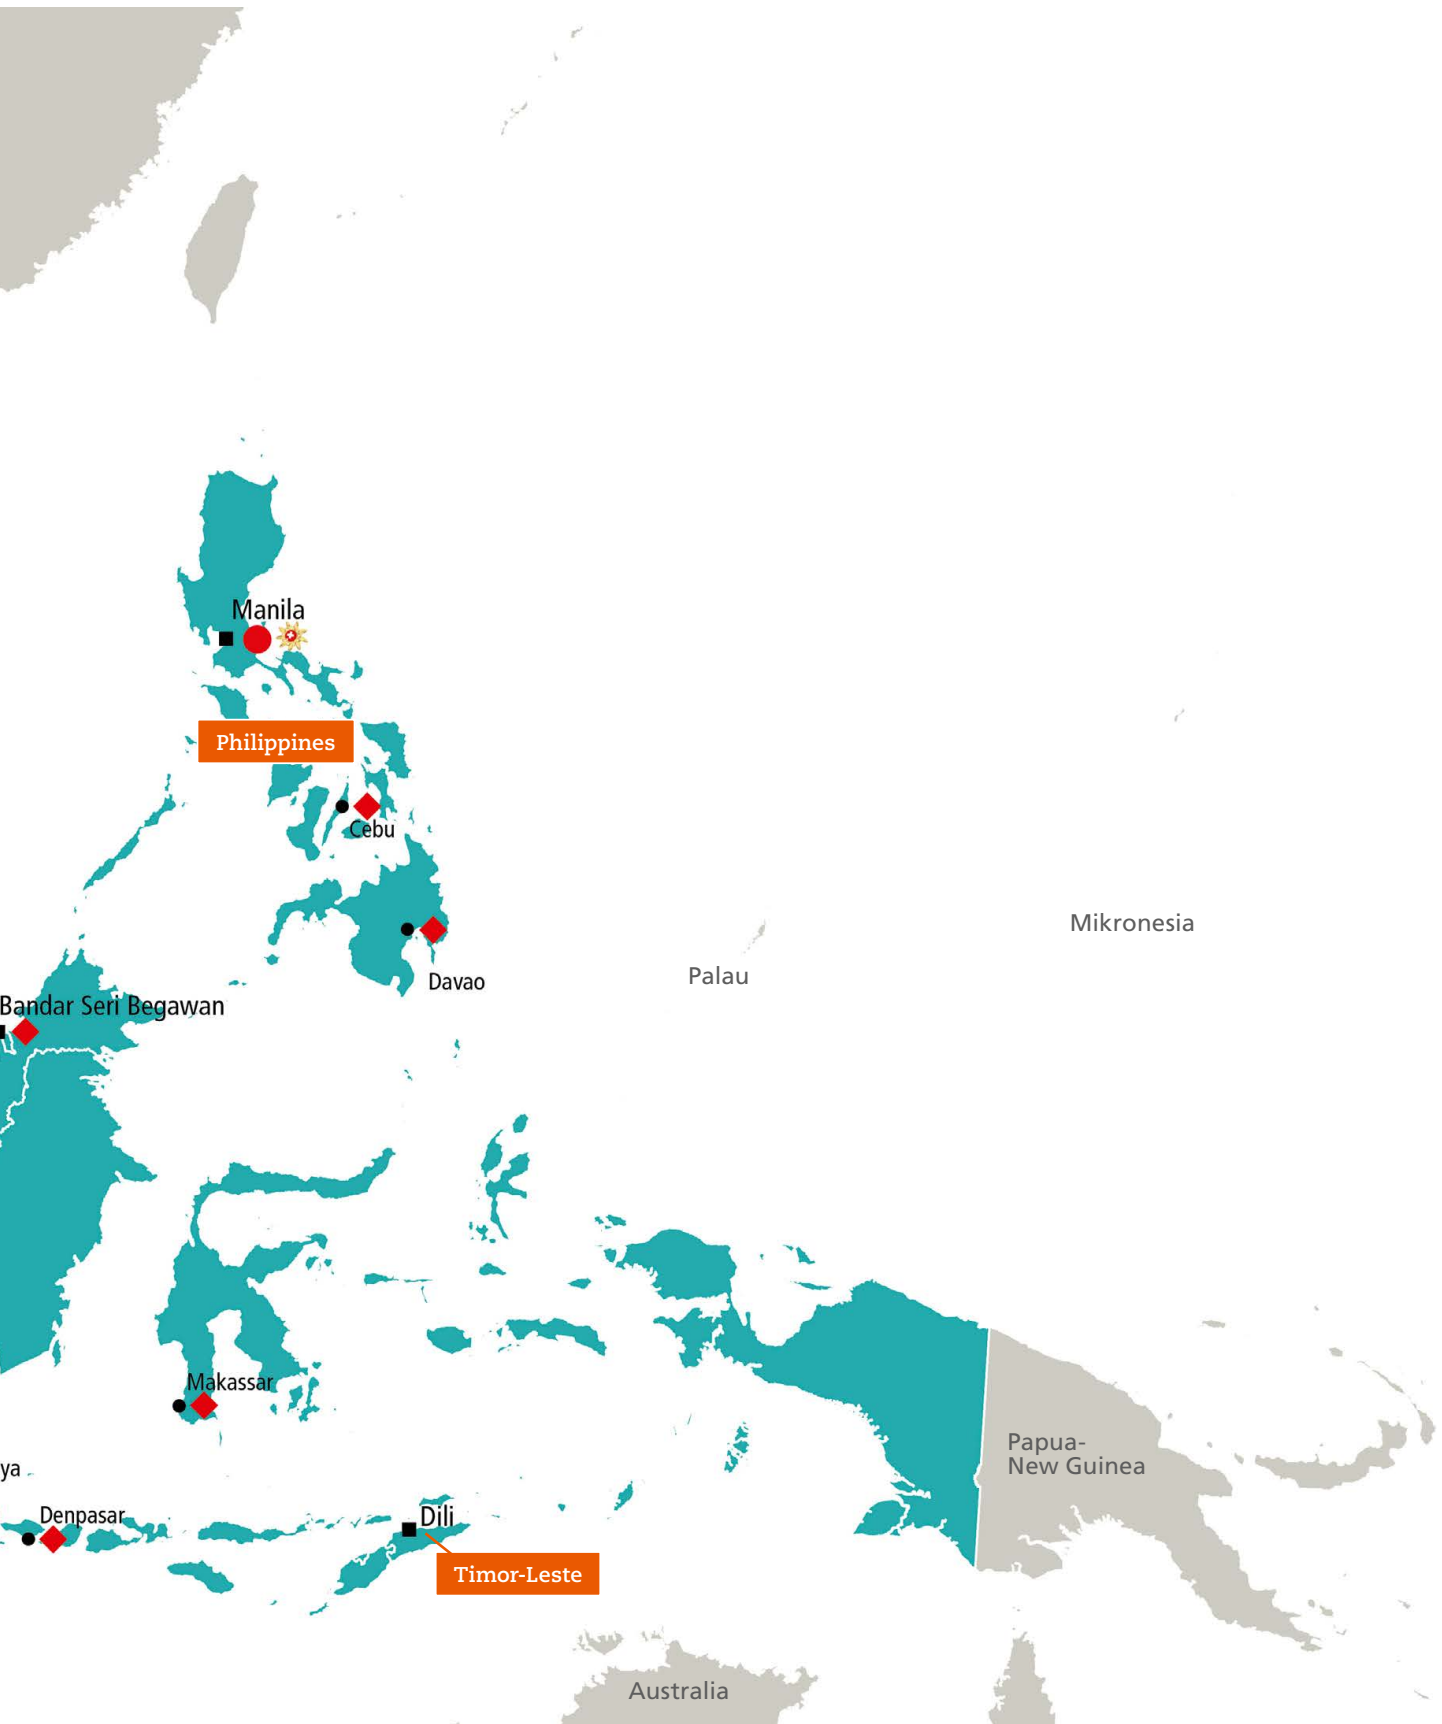 Manila
Philippines
Cebu
Mikronesia
Palau
Davao
Bandar Seri Begawan
Makassar
Papua-
New Guinea
ya
Denpasar
Dili
Timor-Leste
Australia